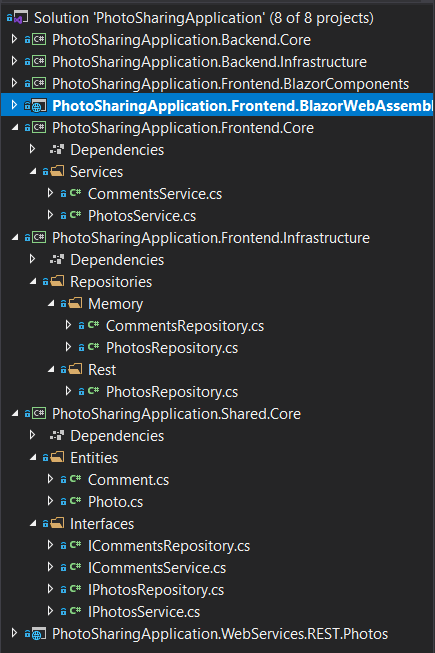 Solution 'PhotoSharingApplication' (8 of 8 projects)
C# PhotoSharingApplication.Backend.Core
C# PhotoSharingApplication.Backend.Infrastructure
C# PhotoSharingApplication.Frontend.BlazorComponents
PhotoSharingApplication.Frontend.BlazorWebAssembl
C# PhotoSharingApplication.Frontend.Core
Dependencies
Services
C# CommentsService.cs
C# PhotosService.cs
C# PhotoSharingApplication.Frontend.Infrastructure
Dependencies
Repositories
Memory
C# CommentsRepository.cs
C# PhotosRepository.cs
Rest
C# PhotosRepository.cs
C# PhotoSharingApplication.Shared.Core
Dependencies
Entities
C# Comment.cs
C# Photo.cs
Interfaces
C# ICommentsRepository.cs
C# ICommentsService.cs
C# IPhotosRepository.cs
C# IPhotosService.cs
PhotoSharingApplication.WebServices.REST.Photos